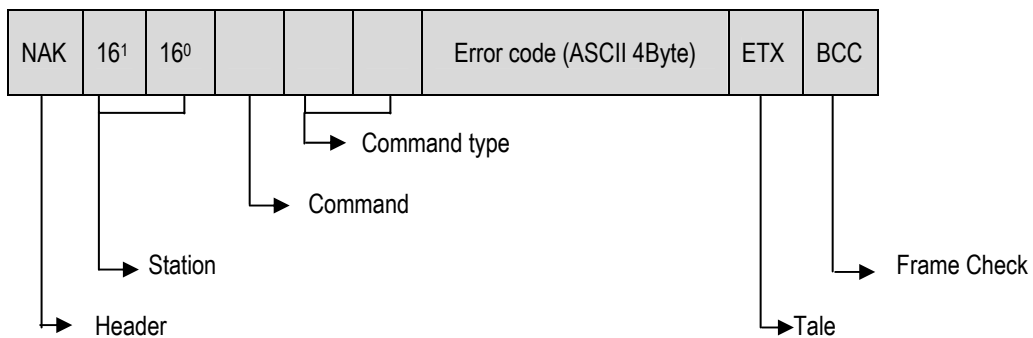 NAK 16¹ 16⁰ Error code (ASCII 4Byte) ETX BCC
Command type
Command
Station
Frame Check
Header
Tale